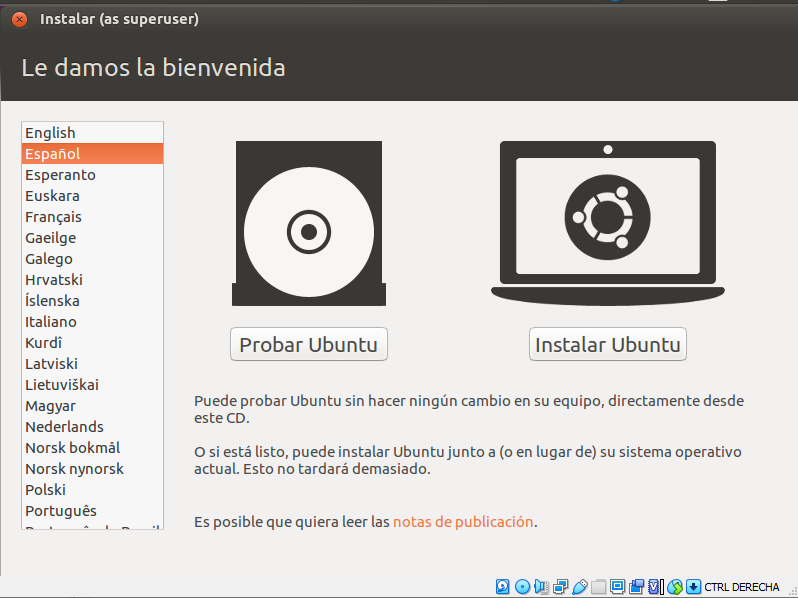 Instalar (as superuser)
Le damos la bienvenida
English
Español
Esperanto
Euskara
Français
Gaeilge
Galego
Hrvatski
Íslenska
Italiano
Kurdî
Latviski
Lietuviškai
Magyar
Nederlands
Norsk bokmål
Norsk nynorsk
Polski
Português
Probar Ubuntu
Instalar Ubuntu
Puede probar Ubuntu sin hacer ningún cambio en su equipo, directamente desde
este CD.
O si está listo, puede instalar Ubuntu junto a (o en lugar de) su sistema operativo
actual. Esto no tardará demasiado.
Es posible que quiera leer las notas de publicación.
CTRL DERECHA